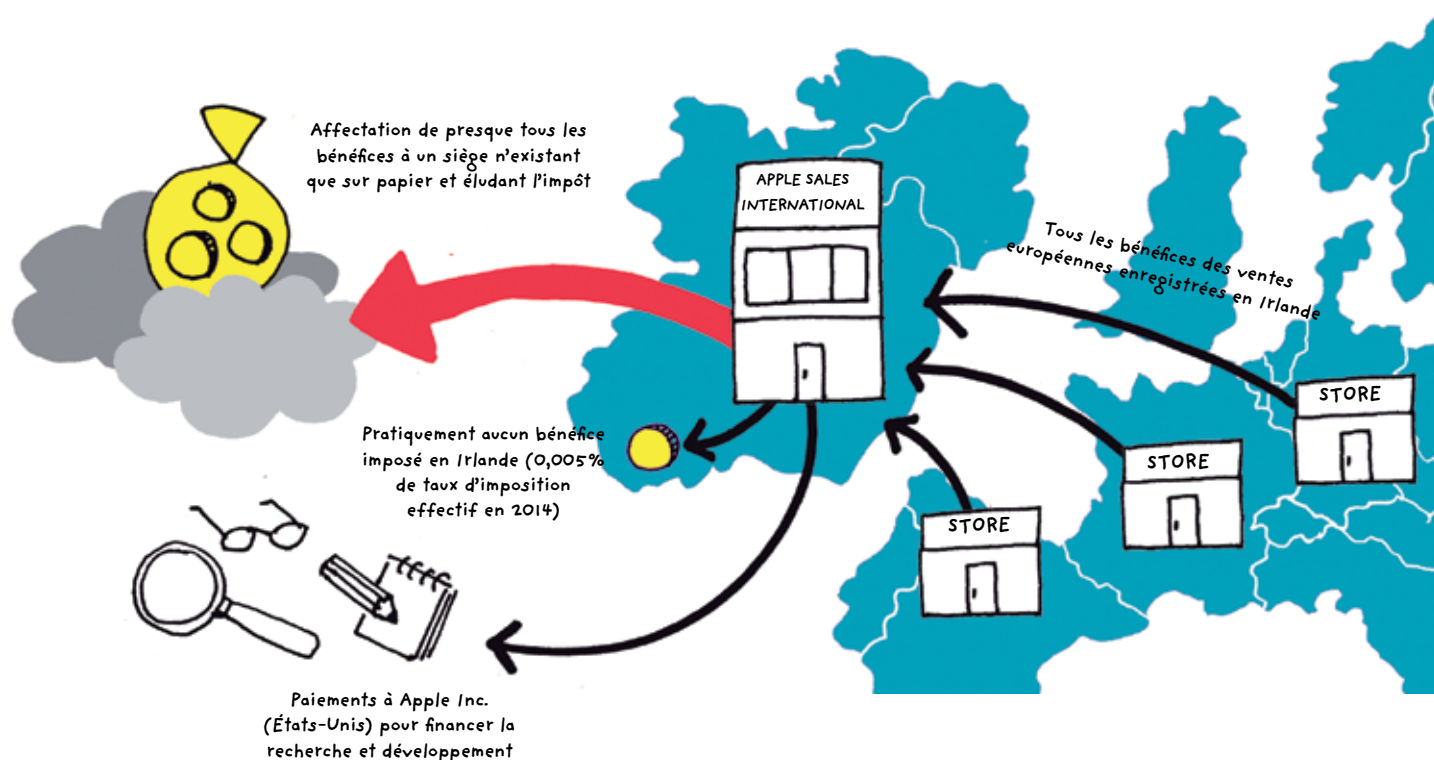 Affectation de presque tous les
bénéfices à un siège n'existant
que sur papier et éludant l'impôt
APPLE SALES
INTERNATIONAL
Tous les bénéfices des ventes
européennes enregistrées en Irlande
Pratiquement aucun bénéfice
imposé en Irlande (0,005%
de taux d'imposition
effectif en 2014)
STORE
STORE
STORE
Paiements à Apple Inc.
(États-Unis) pour financer la
recherche et développement